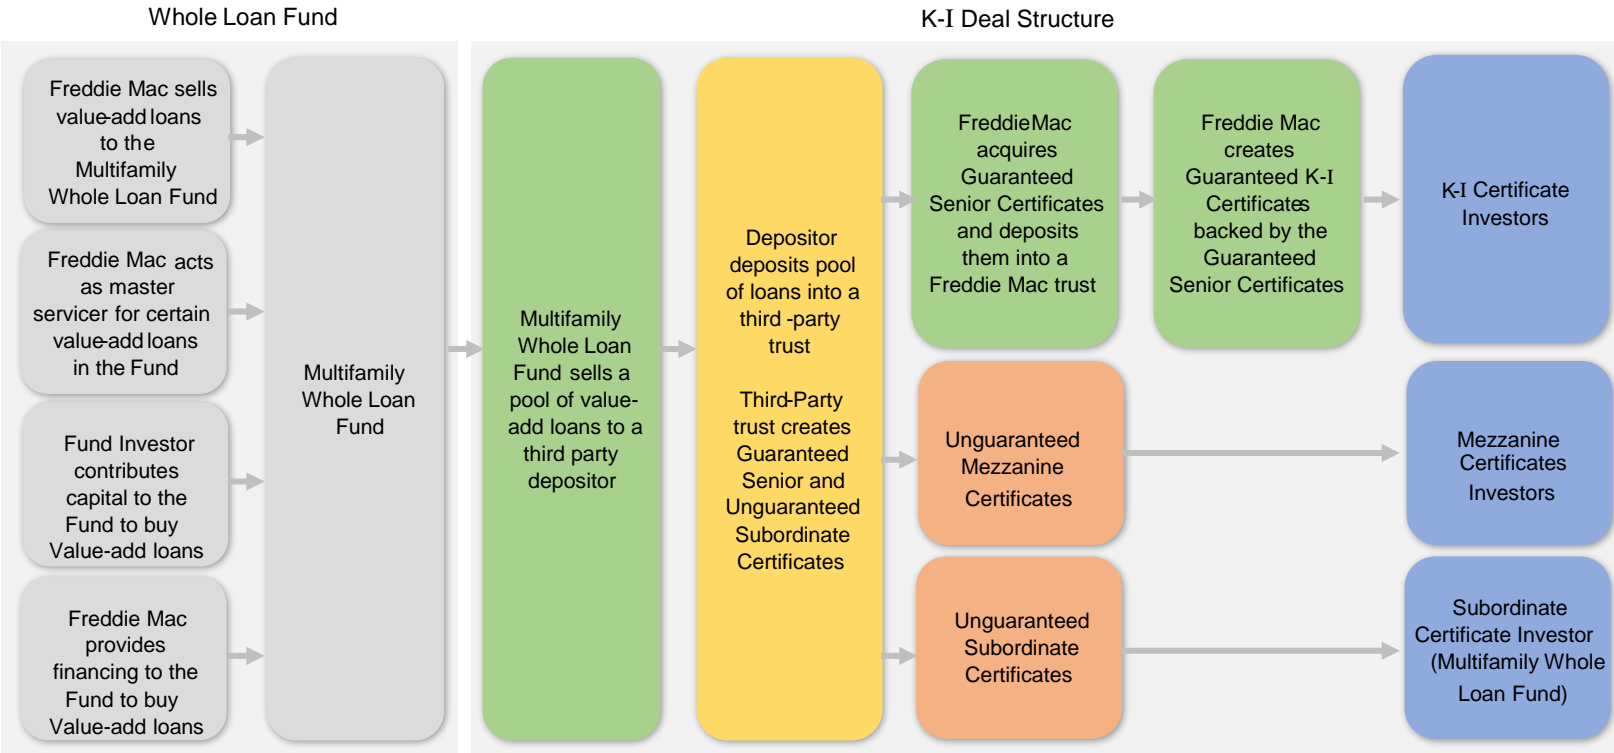 Whole Loan Fund
K-I Deal Structure
Freddie Mac sells
value-add loans
to the
Multifamily
Whole Loan Fund
Freddie Mac acts
as master
servicer for certain
value-add loans
in the Fund
Fund Investor
contributes
capital to the
Fund to buy
Value-add loans
Freddie Mac
provides
financing to the
Fund to buy
Value-add loans
Multifamily
Whole Loan
Fund
Multifamily
Whole Loan
Fund sells a
pool of value-
add loans to a
third party
depositor
Depositor
deposits pool
of loans into a
third -party
trust
Third-Party
trust creates
Guaranteed
Senior and
Unguaranteed
Subordinate
Certificates
FreddieMac
acquires
Guaranteed
Senior Certificates
and deposits
them into a
Freddie Mac trust
Freddie Mac
creates
Guaranteed K-I
Certificates
backed by the
Guaranteed
Senior Certificates
K-I Certificate
Investors
Unguaranteed
Mezzanine
Certificates
Mezzanine
Certificates
Investors
Unguaranteed
Subordinate
Certificates
Subordinate
Certificate Investor
(Multifamily Whole
Loan Fund)